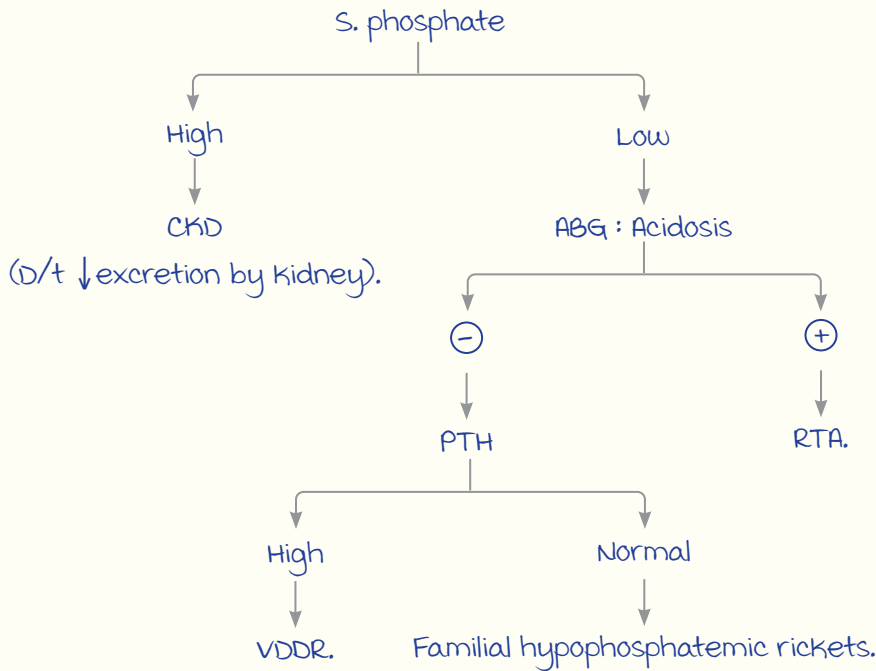 S. phosphate
High
Low
CKD
ABG : Acidosis
(D/t ↓ excretion by kidney).
−
+
PTH
RTA.
High
Normal
VDDR.
Familial hypophosphatemic rickets.